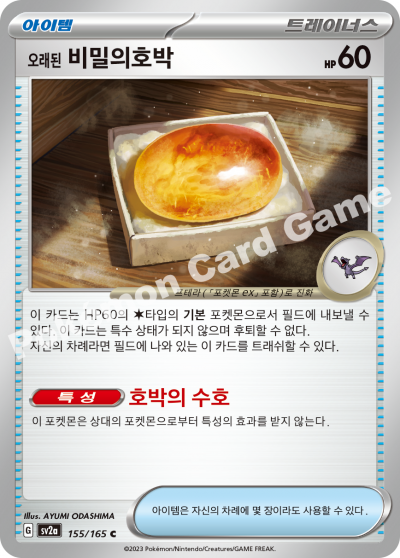 아이템
트레이너스
오래된 비밀의호박
HP 60
프테라(「포켓몬 ex」포함)로 진화
이 카드는 HP60의 타입의 기본 포켓몬으로서 필드에 내보낼 수
있다. 이 카드는 특수 상태가 되지 않으며 후퇴할 수 없다.
자신의 차례라면 필드에 나와 있는 이 카드를 트래쉬할 수 있다.
특성 호박의 수호
이 포켓몬은 상대의 포켓몬으로부터 특성의 효과를 받지 않는다.
Pokémon Card Game
Illus. AYUMI ODASHIMA
G sv2a 155/165 C
아이템은 자신의 차례에 몇 장이라도 사용할 수 있다.
©2023 Pokémon/Nintendo/Creatures/GAME FREAK.